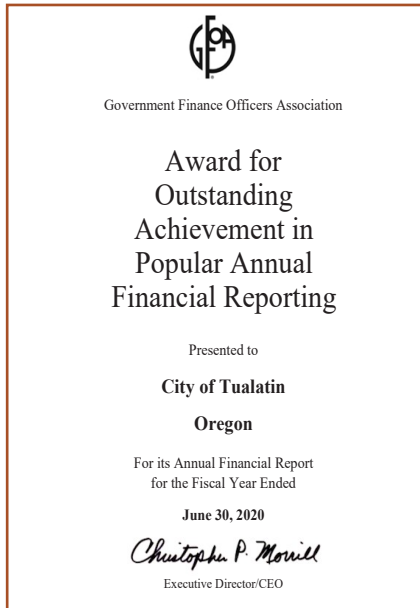 GFOA
Government Finance Officers Association
Award for
Outstanding
Achievement in
Popular Annual
Financial Reporting
Presented to
City of Tualatin
Oregon
For its Annual Financial Report
for the Fiscal Year Ended
June 30, 2020
Christopher P. Morrill
Executive Director/CEO